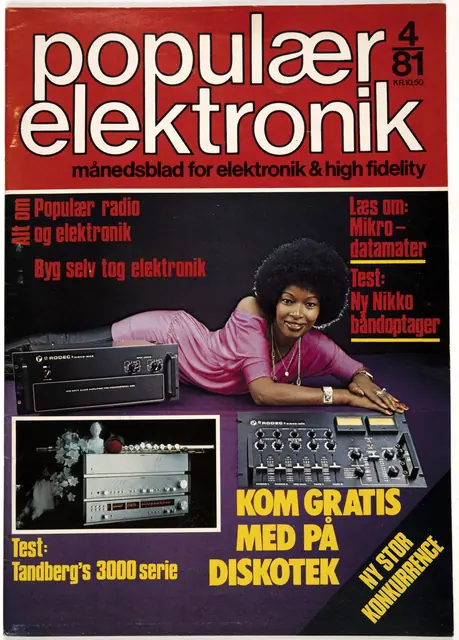 populær
elektronik
4
81
KR.10,50
månedsblad for elektronik & high fidelity
Alt om
Populær radio
og elektronik
Byg selv tog elektronik
Læs om:
Mikro-
datamater
Test:
Ny Nikko
båndoptager
RODEC
RODEC
KOM GRATIS
MED PÅ
DISKOTEK
Test:
Tandberg's 3000 serie
NY STOR
KONKURRENCE